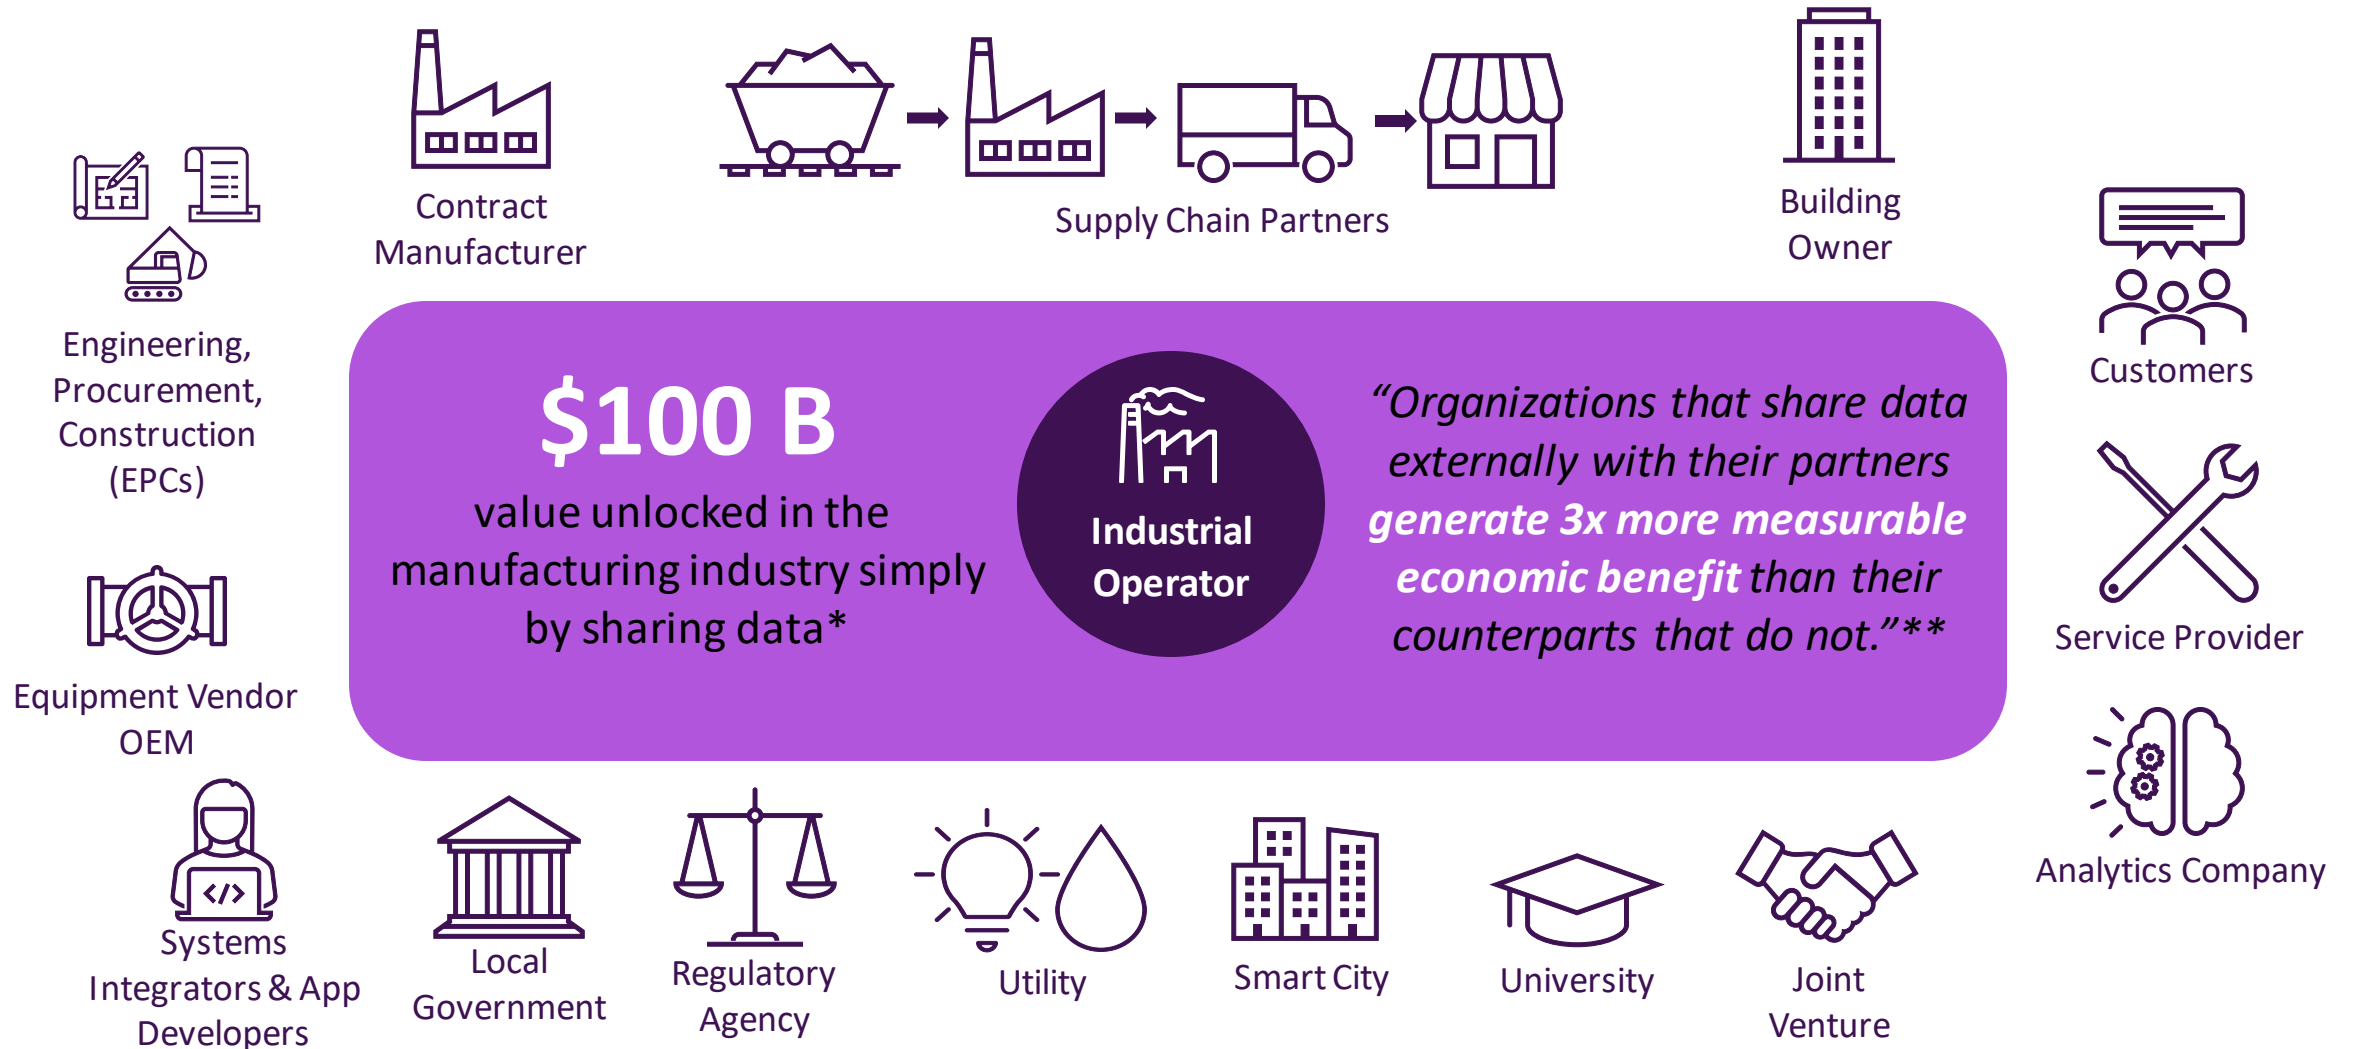 Contract
Manufacturer
Supply Chain Partners
Building
Owner
Engineering,
Procurement,
Construction
(EPCs)
Customers
$100 B
value unlocked in the
manufacturing industry simply
by sharing data*
Industrial
Operator
“Organizations that share data
externally with their partners
generate 3x more measurable
economic benefit than their
counterparts that do not.”**
Service Provider
Equipment Vendor
OEM
Analytics Company
</>
Systems
Integrators & App
Developers
Local
Government
Regulatory
Agency
Utility
Smart City
University
Joint
Venture